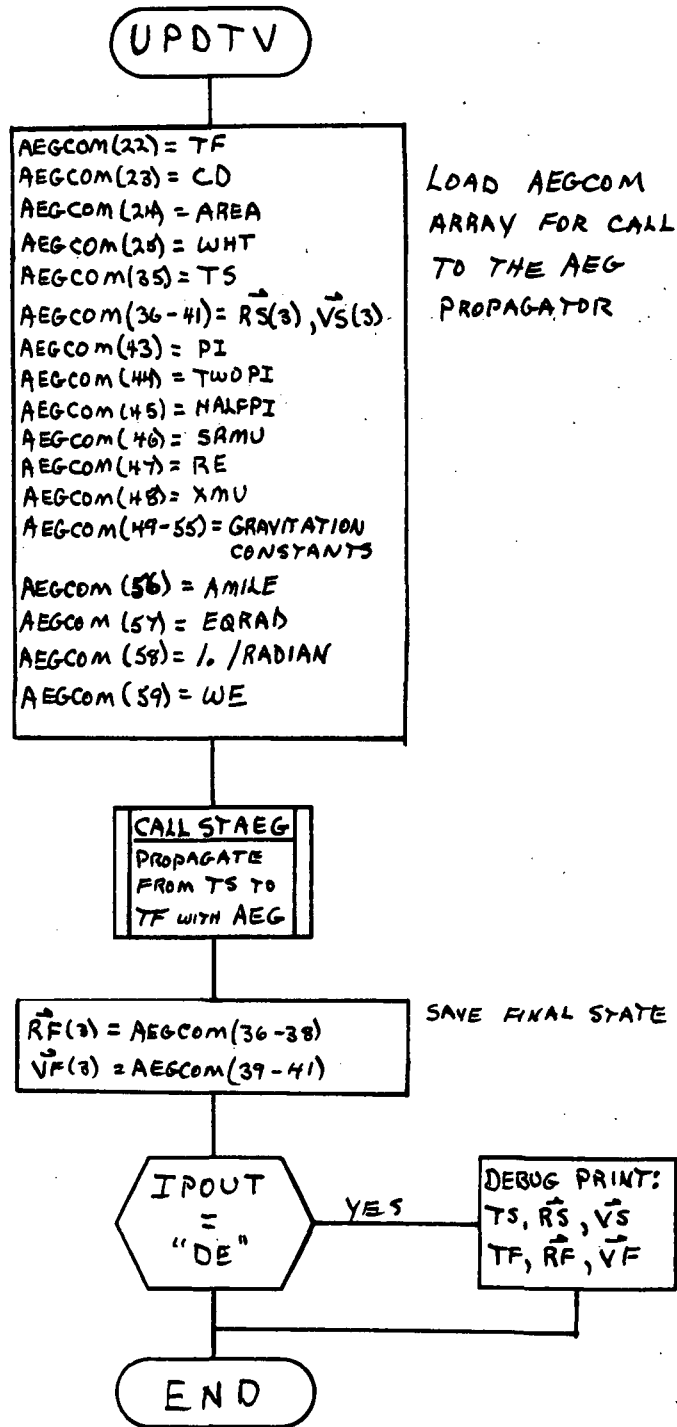 UPDTV
AEGCOM(22) = TF
AEGCOM(23) = CD
AEGCOM(24) = AREA
AEGCOM(25) = WHT
AEGCOM(35) = TS
AEGCOM(36-41) = RS(3), VS(3)
AEGCOM(43) = PI
AEGCOM(44) = TWOPI
AEGCOM(45) = HALFPI
AEGCOM(46) = SRMU
AEGCOM(47) = RE
AEGCOM(48) = XMU
AEGCOM(49-55) = GRAVITATION
CONSTANTS
AEGCOM(56) = AMILE
AEGCOM(57) = EQRAD
AEGCOM(58) = 1. /RADIAN
AEGCOM(59) = WE
LOAD AEGCOM
ARRAY FOR CALL
TO THE AEG
PROPAGATOR
CALL STAEG
PROPAGATE
FROM TS TO
TF WITH AEG
RF(3) = AEGCOM(36-38)
VF(3) = AEGCOM(39-41)
SAVE FINAL STATE
IPOUT
=
"DE"
YES
DEBUG PRINT:
TS, RS, VS
TF, RF, VF
END